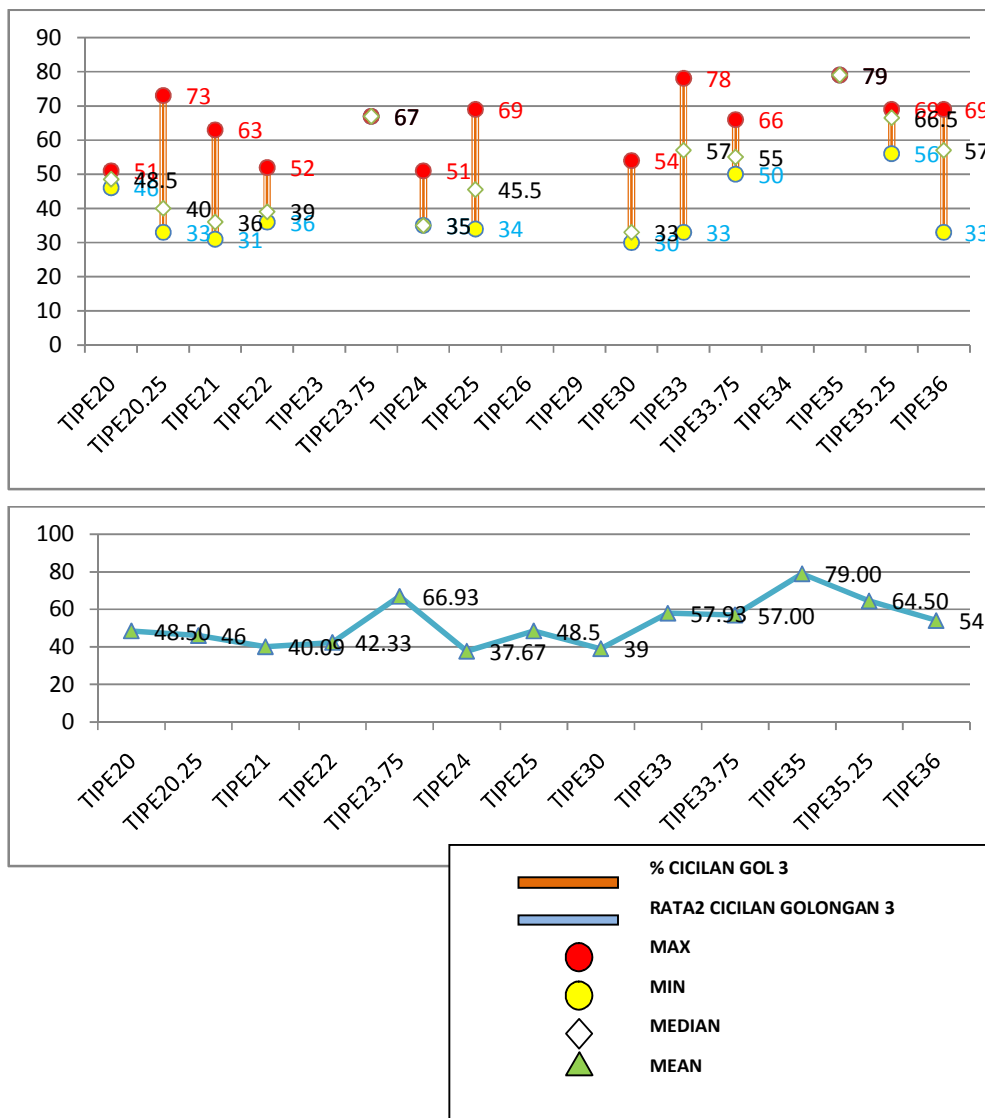 90
80
70
60
50
40
30
20
10
0
51
48.5
46
73
40
33
63
36
31
52
39
36
67
51
35
69
45.5
34
54
33
30
78
57
33
66
55
50
79
69
66.5
56
69
57
33
TIPE20
TIPE20.25
TIPE21
TIPE22
TIPE23
TIPE23.75
TIPE24
TIPE25
TIPE26
TIPE29
TIPE30
TIPE33
TIPE33.75
TIPE34
TIPE35
TIPE35.25
TIPE36
100
80
60
40
20
0
48.50
46
40.09
42.33
66.93
37.67
48.5
39
57.93
57.00
79.00
64.50
54
TIPE20
TIPE20.25
TIPE21
TIPE22
TIPE23.75
TIPE24
TIPE25
TIPE30
TIPE33
TIPE33.75
TIPE35
TIPE35.25
TIPE36
% CICILAN GOL 3
RATA2 CICILAN GOLONGAN 3
MAX
MIN
MEDIAN
MEAN